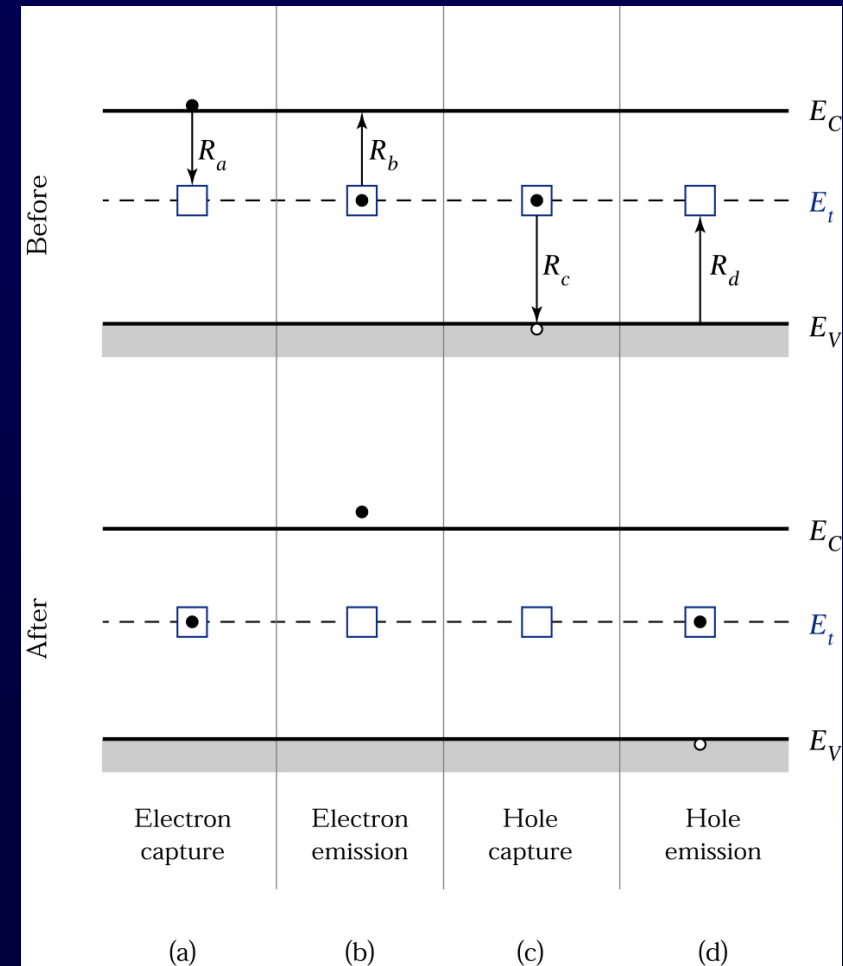 Before
E_C
R_a
R_b
E_t
R_c
R_d
E_V
After
E_C
E_t
E_V
Electron
capture
Electron
emission
Hole
capture
Hole
emission
(a)
(b)
(c)
(d)